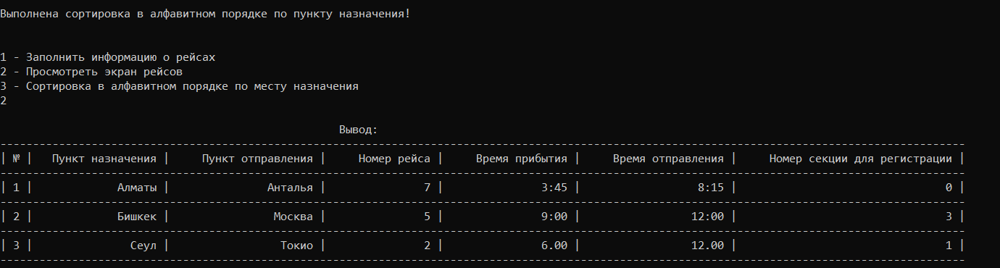 Выполнена сортировка в алфавитном порядке по пункту назначения!
1 - Заполнить информацию о рейсах
2 - Просмотреть экран рейсов
3 - Сортировка в алфавитном порядке по месту назначения
2
Вывод:
| № | Пункт назначения | Пункт отправления | Номер рейса | Время прибытия | Время отправления | Номер секции для регистрации |
| 1 | Алматы | Анталья | 7 | 3:45 | 8:15 | 0 |
| 2 | Бишкек | Москва | 5 | 9:00 | 12:00 | 3 |
| 3 | Сеул | Токио | 2 | 6.00 | 12.00 | 1 |